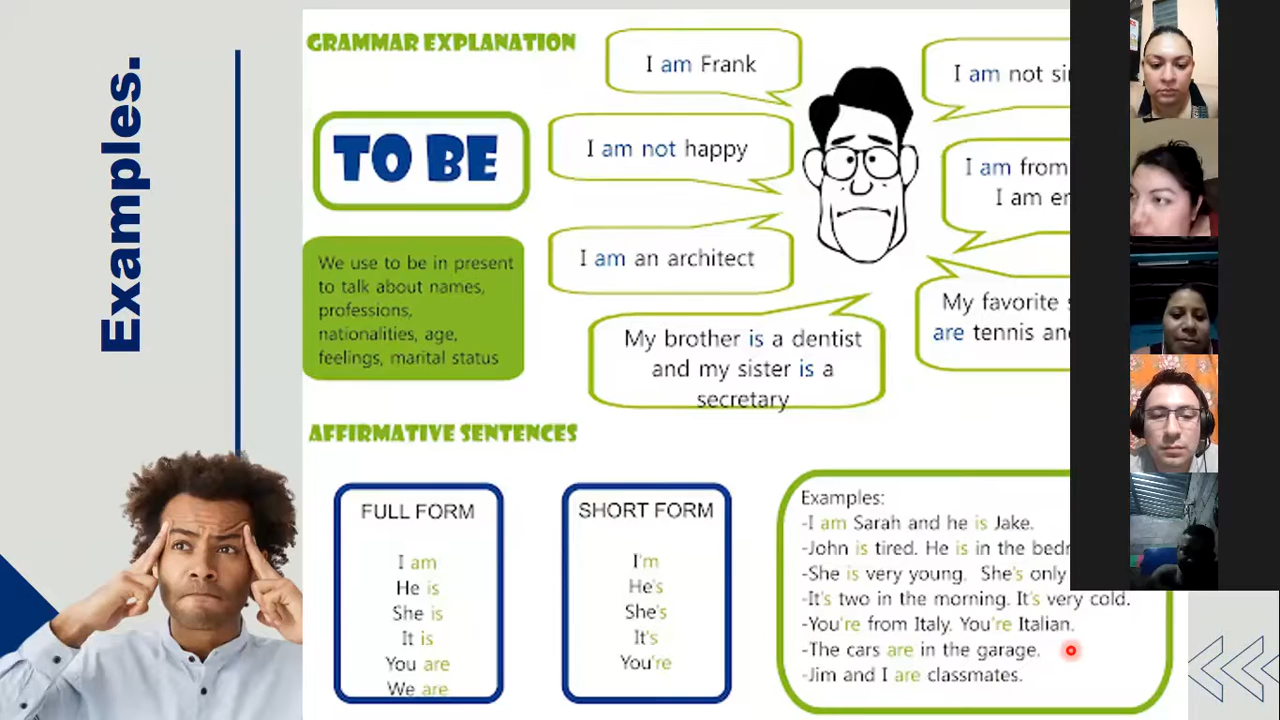 Examples.
GRAMMAR EXPLANATION
TO BE
We use to be in present
to talk about names,
professions,
nationalities, age,
feelings, marital status
I am Frank
I am not happy
I am an architect
My brother is a dentist
and my sister is a
secretary
I am not
I am from
I am
My favorite
are tennis
AFFIRMATIVE SENTENCES
FULL FORM
I am
He is
She is
It is
You are
We are
SHORT FORM
I'm
He's
She's
It's
You're
Examples:
-I am Sarah and he is Jake.
-John is tired. He is in the
-She is very young. She's only
-It's two in the morning. It's very cold.
-You're from Italy. You're Italian.
-The cars are in the garage.
-Jim and I are classmates.